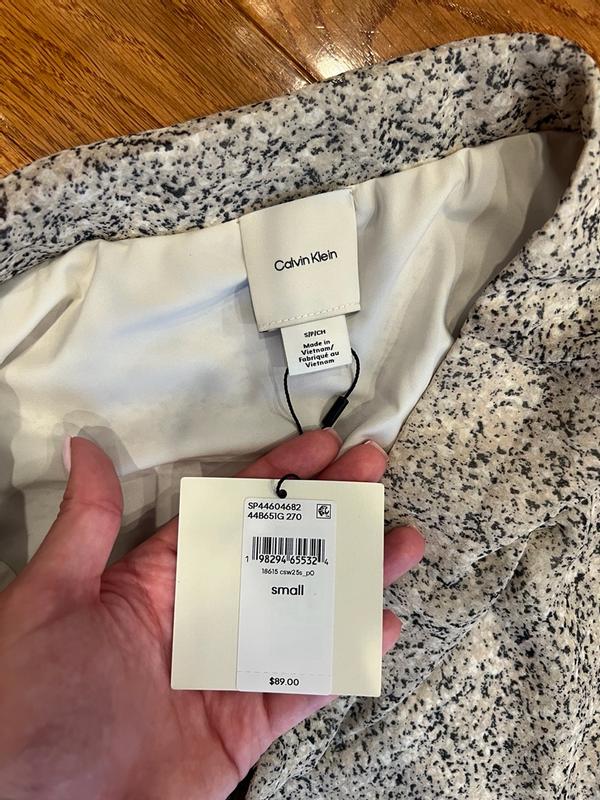 Calvin Klein
S/P/CH
Made in
Vietnam/
Fabriqué au
Vietnam
SP44604682
44B651G 270
1 98294 65532 4
18615 csw25s_p0
small
$89.00